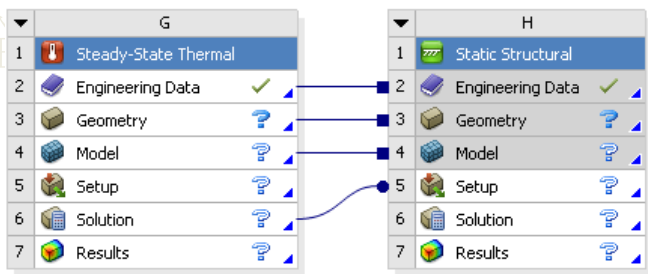 G
1 Steady-State Thermal
2 Engineering Data
3 Geometry
4 Model
5 Setup
6 Solution
7 Results
H
1 Static Structural
2 Engineering Data
3 Geometry
4 Model
5 Setup
6 Solution
7 Results